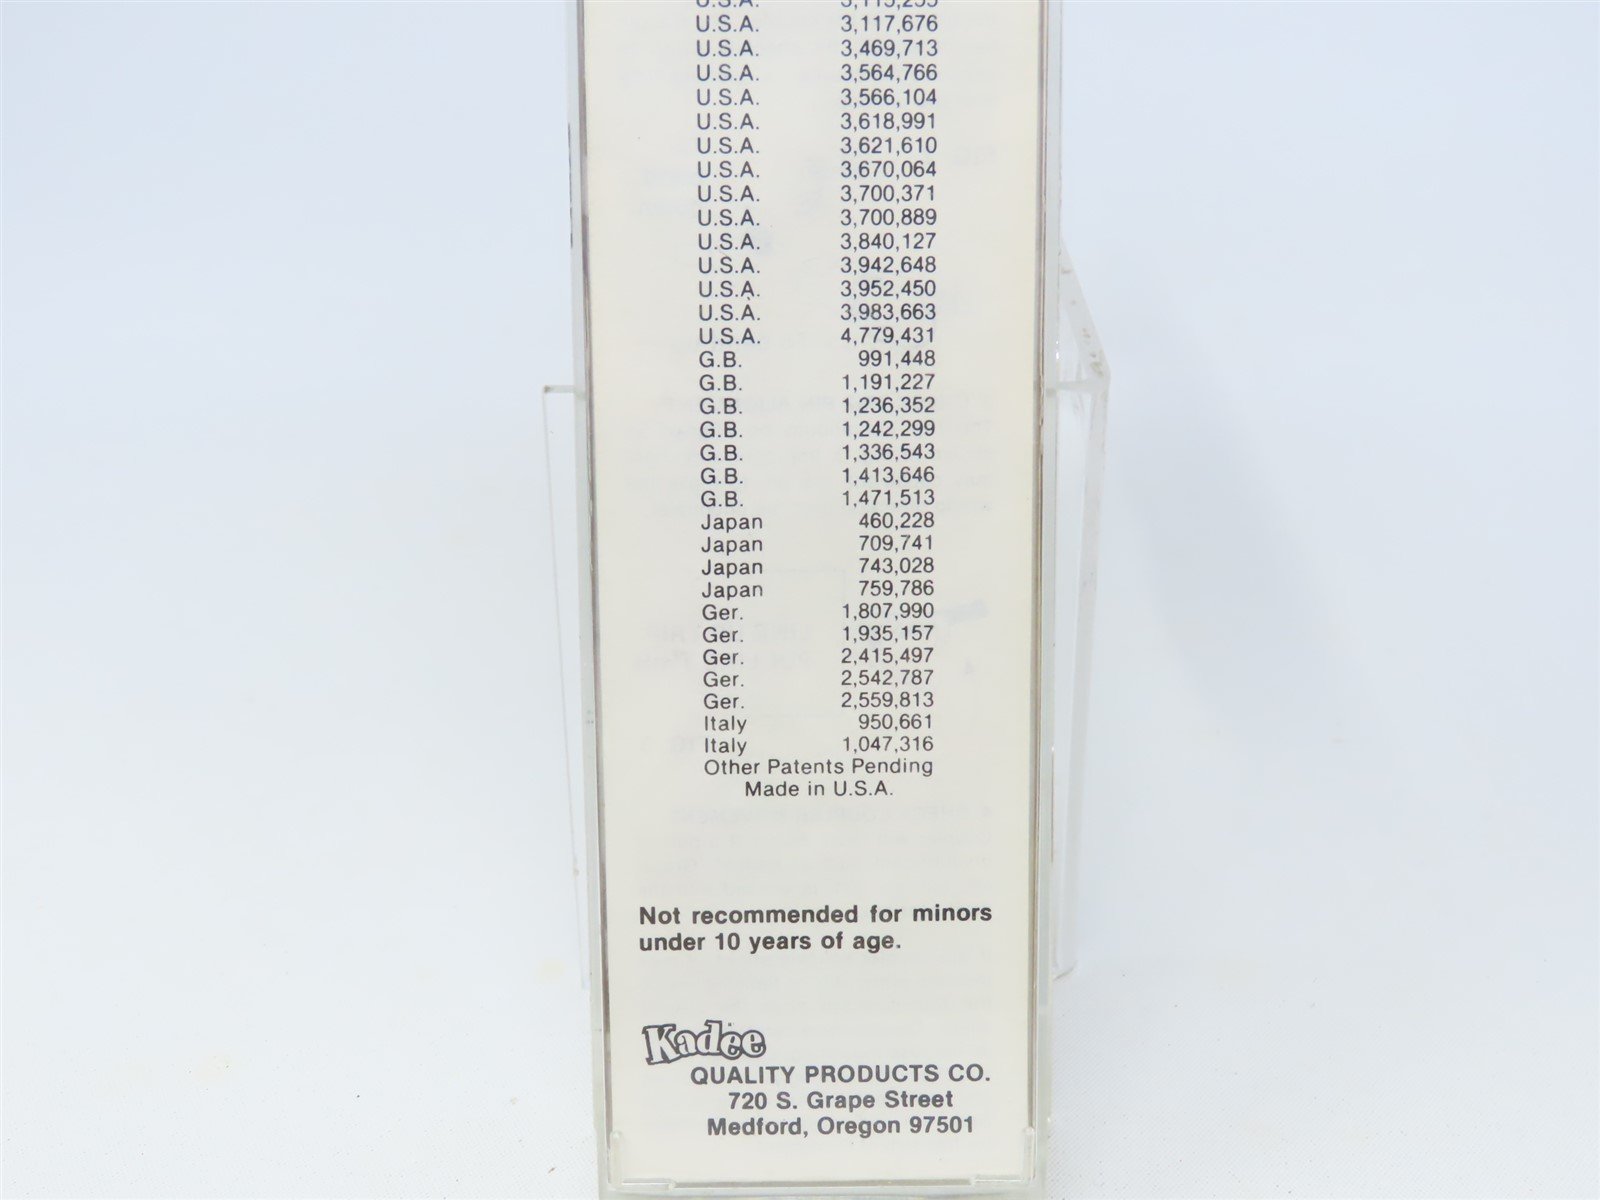 U.S.A. 3,117,676
U.S.A. 3,469,713
U.S.A. 3,564,766
U.S.A. 3,566,104
U.S.A. 3,618,991
U.S.A. 3,621,610
U.S.A. 3,670,064
U.S.A. 3,700,371
U.S.A. 3,700,889
U.S.A. 3,840,127
U.S.A. 3,942,648
U.S.A. 3,952,450
U.S.A. 3,983,663
U.S.A. 4,779,431
G.B. 991,448
G.B. 1,191,227
G.B. 1,236,352
G.B. 1,242,299
G.B. 1,336,543
G.B. 1,413,646
G.B. 1,471,513
Japan 460,228
Japan 709,741
Japan 743,028
Japan 759,786
Ger. 1,807,990
Ger. 1,935,157
Ger. 2,415,497
Ger. 2,542,787
Ger. 2,559,813
Italy 950,661
Italy 1,047,316
Other Patents Pending
Made in U.S.A.
Not recommended for minors
under 10 years of age.
Kadee
QUALITY PRODUCTS CO.
720 S. Grape Street
Medford, Oregon 97501